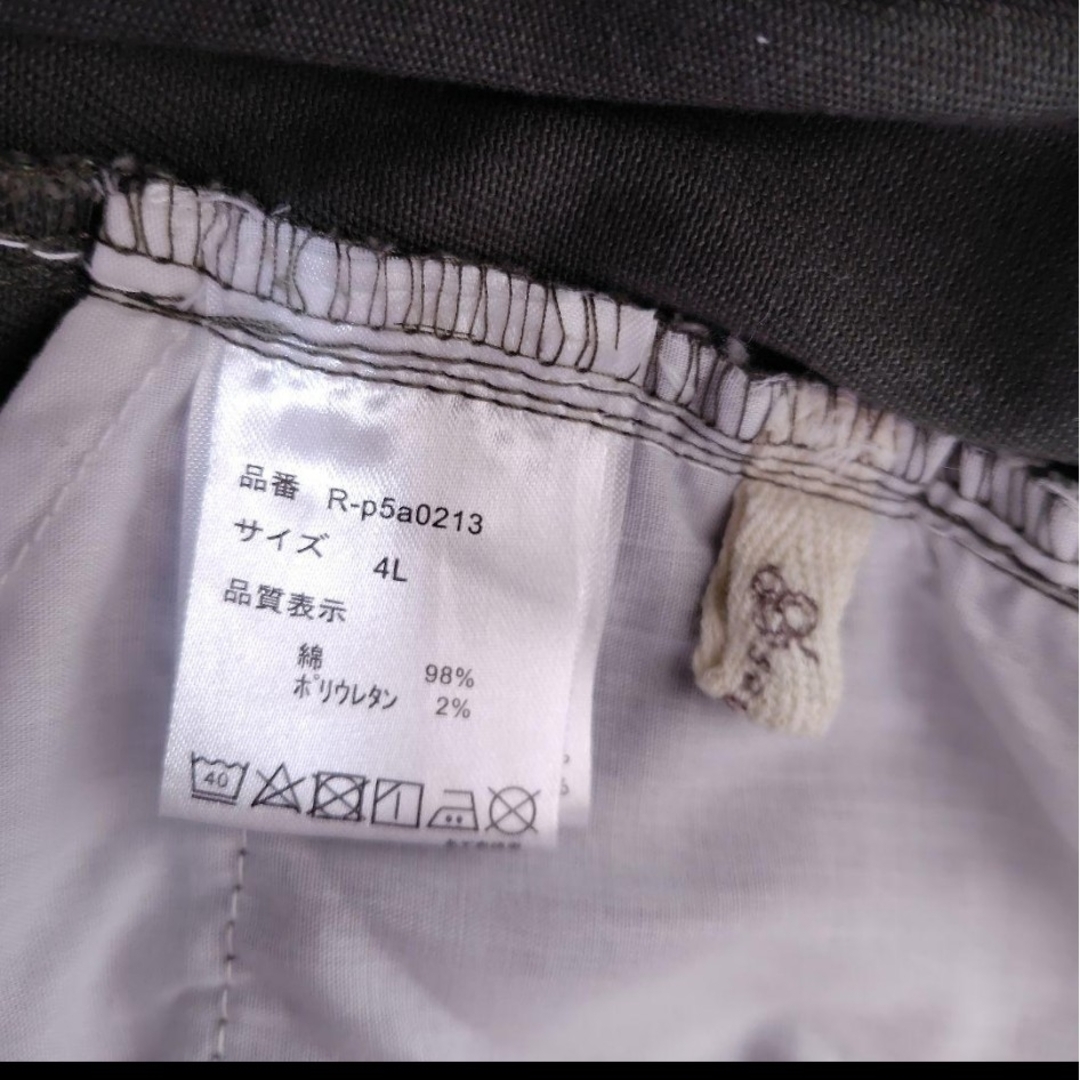 品番 R-p5a0213
サイズ 4L
品質表示
綿 98%
ポリウレタン 2%
40